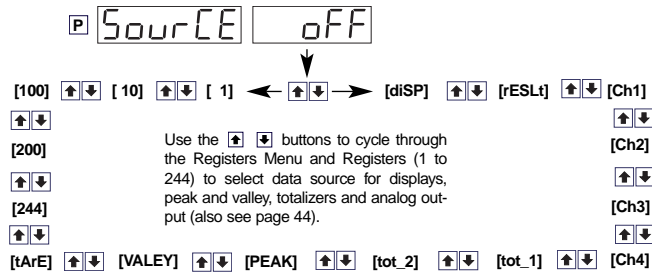 P SourCE oFF
[100] [ 10] [ 1] [diSP] [rESLt] [Ch1]
[200] [Ch2]
[244] [Ch3]
[tArE] [VALEY] [PEAK] [tot_2] [tot_1] [Ch4]
Use the buttons to cycle through
the Registers Menu and Registers (1 to
244) to select data source for displays,
peak and valley, totalizers and analog out-
put (also see page 44).